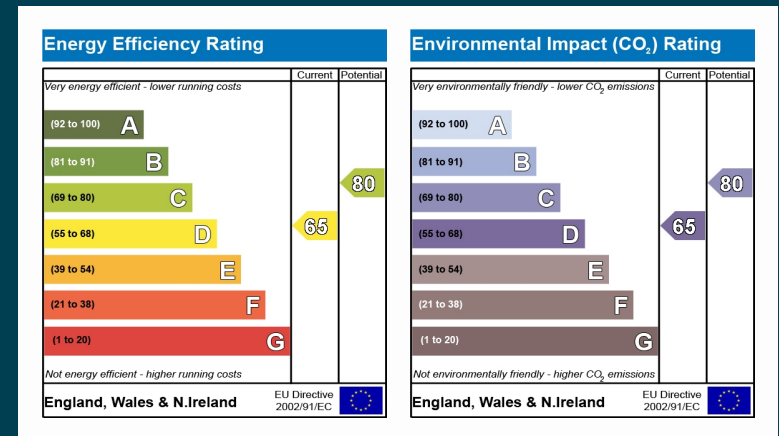 Energy Efficiency Rating
Current Potential
Very energy efficient - lower running costs
(92 to 100) A
(81 to 91) B
(69 to 80) C
(55 to 68) D
(39 to 54) E
(21 to 38) F
(1 to 20) G
65
80
Not energy efficient - higher running costs
England, Wales & N.Ireland
EU Directive
2002/91/EC
Environmental Impact (CO₂) Rating
Current Potential
Very environmentally friendly - lower CO₂ emissions
(92 to 100) A
(81 to 91) B
(69 to 80) C
(55 to 68) D
(39 to 54) E
(21 to 38) F
(1 to 20) G
65
80
Not environmentally friendly - higher CO₂ emissions
England, Wales & N.Ireland
EU Directive
2002/91/EC